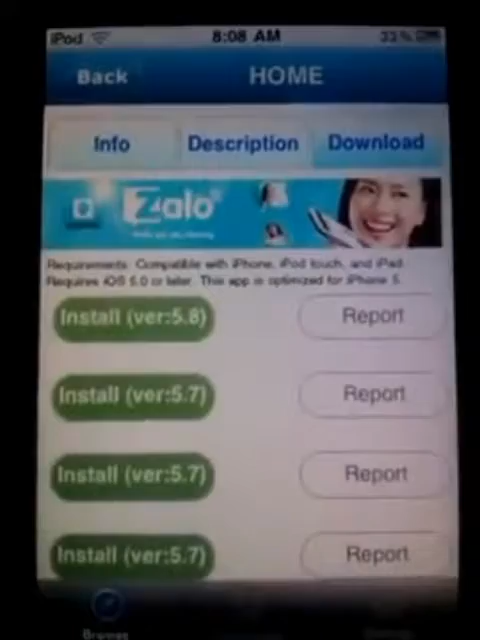 iPod 8:08 AM 33%
Back HOME
Info Description Download
Zalo
Requirements: Compatible with iPhone, iPod touch, and iPad.
Requires iOS 5.0 or later. This app is optimized for iPhone 5.
Install (ver:5.8) Report
Install (ver:5.7) Report
Install (ver:5.7) Report
Install (ver:5.7) Report
Browse